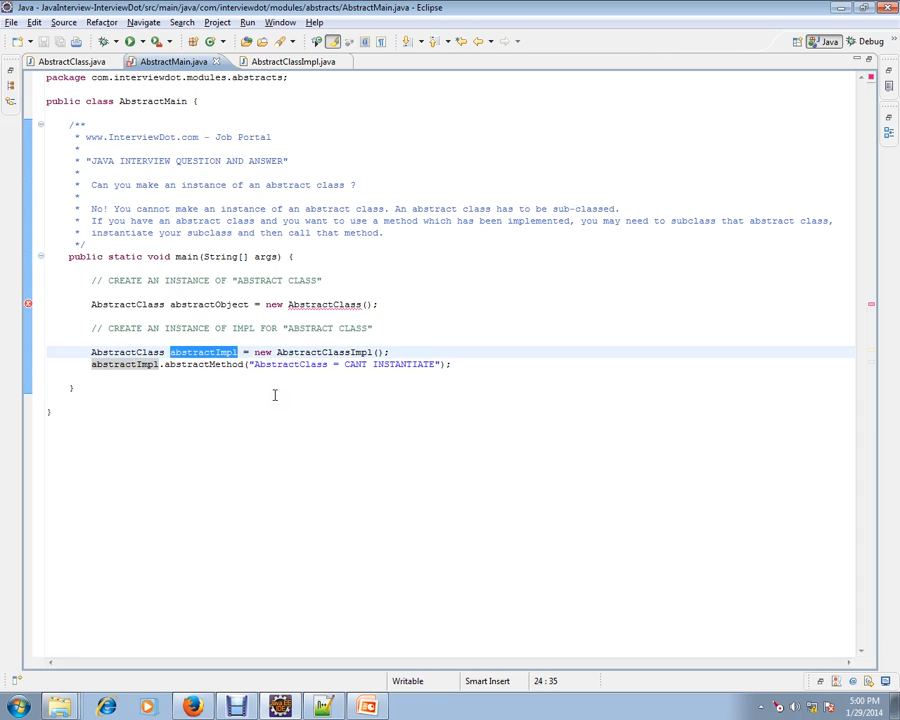 Java - JavaInterview-InterviewDot/src/main/java/com/interviewdot/modules/abstracts/AbstractMain.java - Eclipse
File Edit Source Refactor Navigate Search Project Run Window Help
Java Debug
AbstractClass.java AbstractMain.java AbstractClassImpl.java
package com.interviewdot.modules.abstracts;
public class AbstractMain {
/**
* www.InterviewDot.com - Job Portal
*
* "JAVA INTERVIEW QUESTION AND ANSWER"
*
* Can you make an instance of an abstract class ?
*
* No! You cannot make an instance of an abstract class. An abstract class has to be sub-classed.
* If you have an abstract class and you want to use a method which has been implemented, you may need to subclass that abstract class,
* instantiate your subclass and then call that method.
*/
public static void main(String[] args) {
// CREATE AN INSTANCE OF "ABSTRACT CLASS"
AbstractClass abstractObject = new AbstractClass();
// CREATE AN INSTANCE OF IMPL FOR "ABSTRACT CLASS"
AbstractClass abstractImpl = new AbstractClassImpl();
abstractImpl.abstractMethod("AbstractClass = CANT INSTANTIATE");
}
}
Writable Smart Insert 24 : 35
5:00 PM
1/29/2014